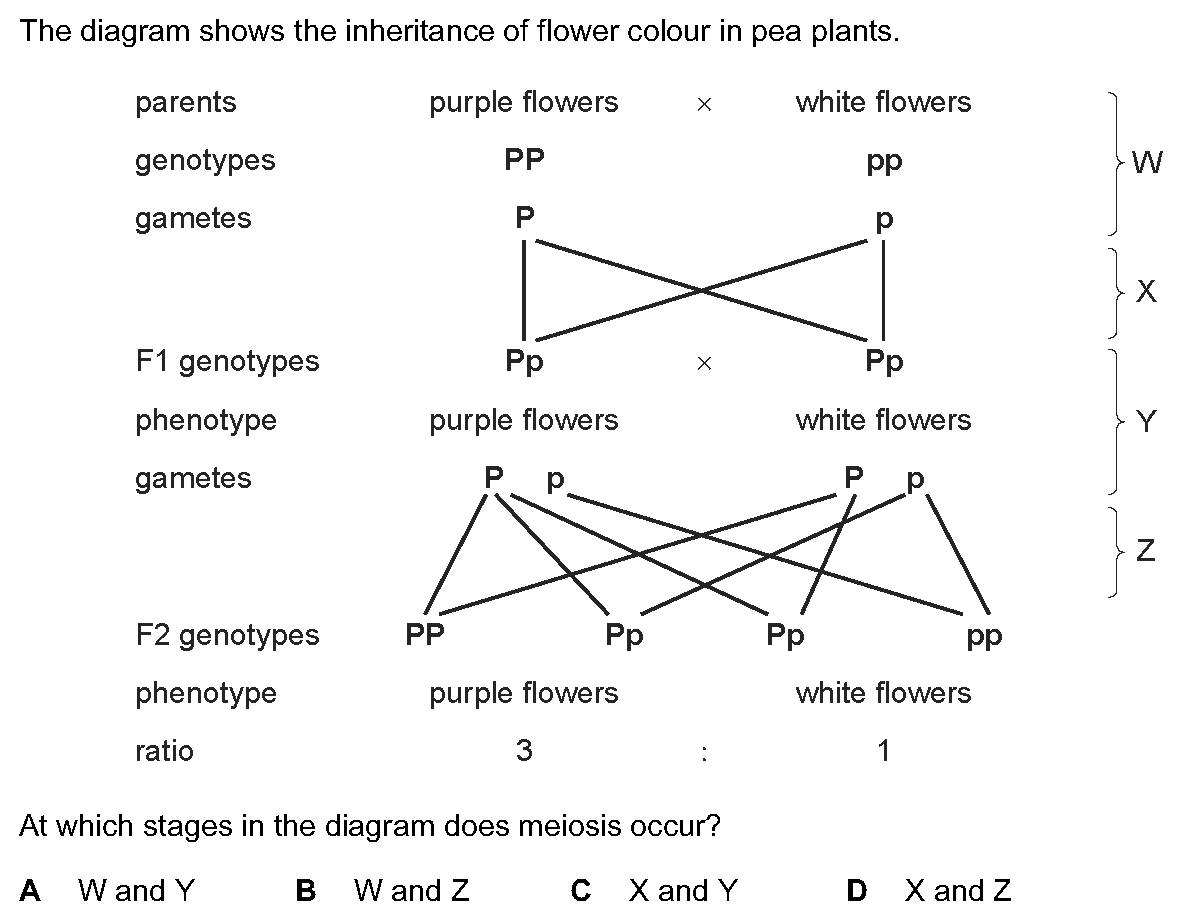 The diagram shows the inheritance of flower colour in pea plants.
parents purple flowers × white flowers
genotypes PP pp W
gametes P p
X
F1 genotypes Pp × Pp
phenotype purple flowers white flowers Y
gametes P p P p
Z
F2 genotypes PP Pp Pp pp
phenotype purple flowers white flowers
ratio 3 : 1
At which stages in the diagram does meiosis occur?
A W and Y B W and Z C X and Y D X and Z